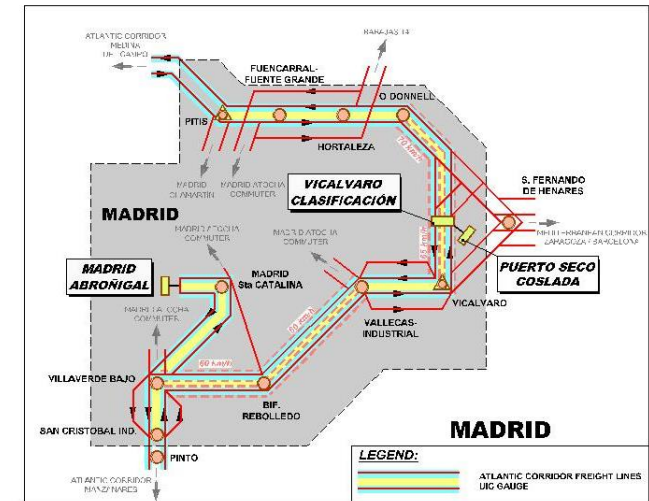 ATLANTIC CORRIDOR
MEDINA
DEL CAMPO
BARAJAS T4
FUENCARRAL-
FUENTE GRANDE
O DONNELL
PITIS
HORTALEZA
70 km/h
MADRID
CHAMARTIN
MADRID ATOCHA
COMMUTER
VICALVARO
CLASIFICACIÓN
S. FERNANDO
DE HENARES
MADRID
MEDITERRANEAN CORRIDOR
ZARAGOZA / BARCELONA
MADRID ATOCHA
COMMUTER
MADRID ATOCHA
COMMUTER
MADRID
ABROÑIGAL
MADRID
Sta CATALINA
PUERTO SECO
COSLADA
VICALVARO
MADRID ATOCHA
COMMUTER
VALLECAS-
INDUSTRIAL
60 km/h
VILLAVERDE BAJO
BIF.
REBOLLEDO
SAN CRISTOBAL IND.
PINTO
MADRID
LEGEND:
ATLANTIC CORRIDOR FREIGHT LINES
UIC GAUGE
ATLANTIC CORRIDOR
MANZANARES